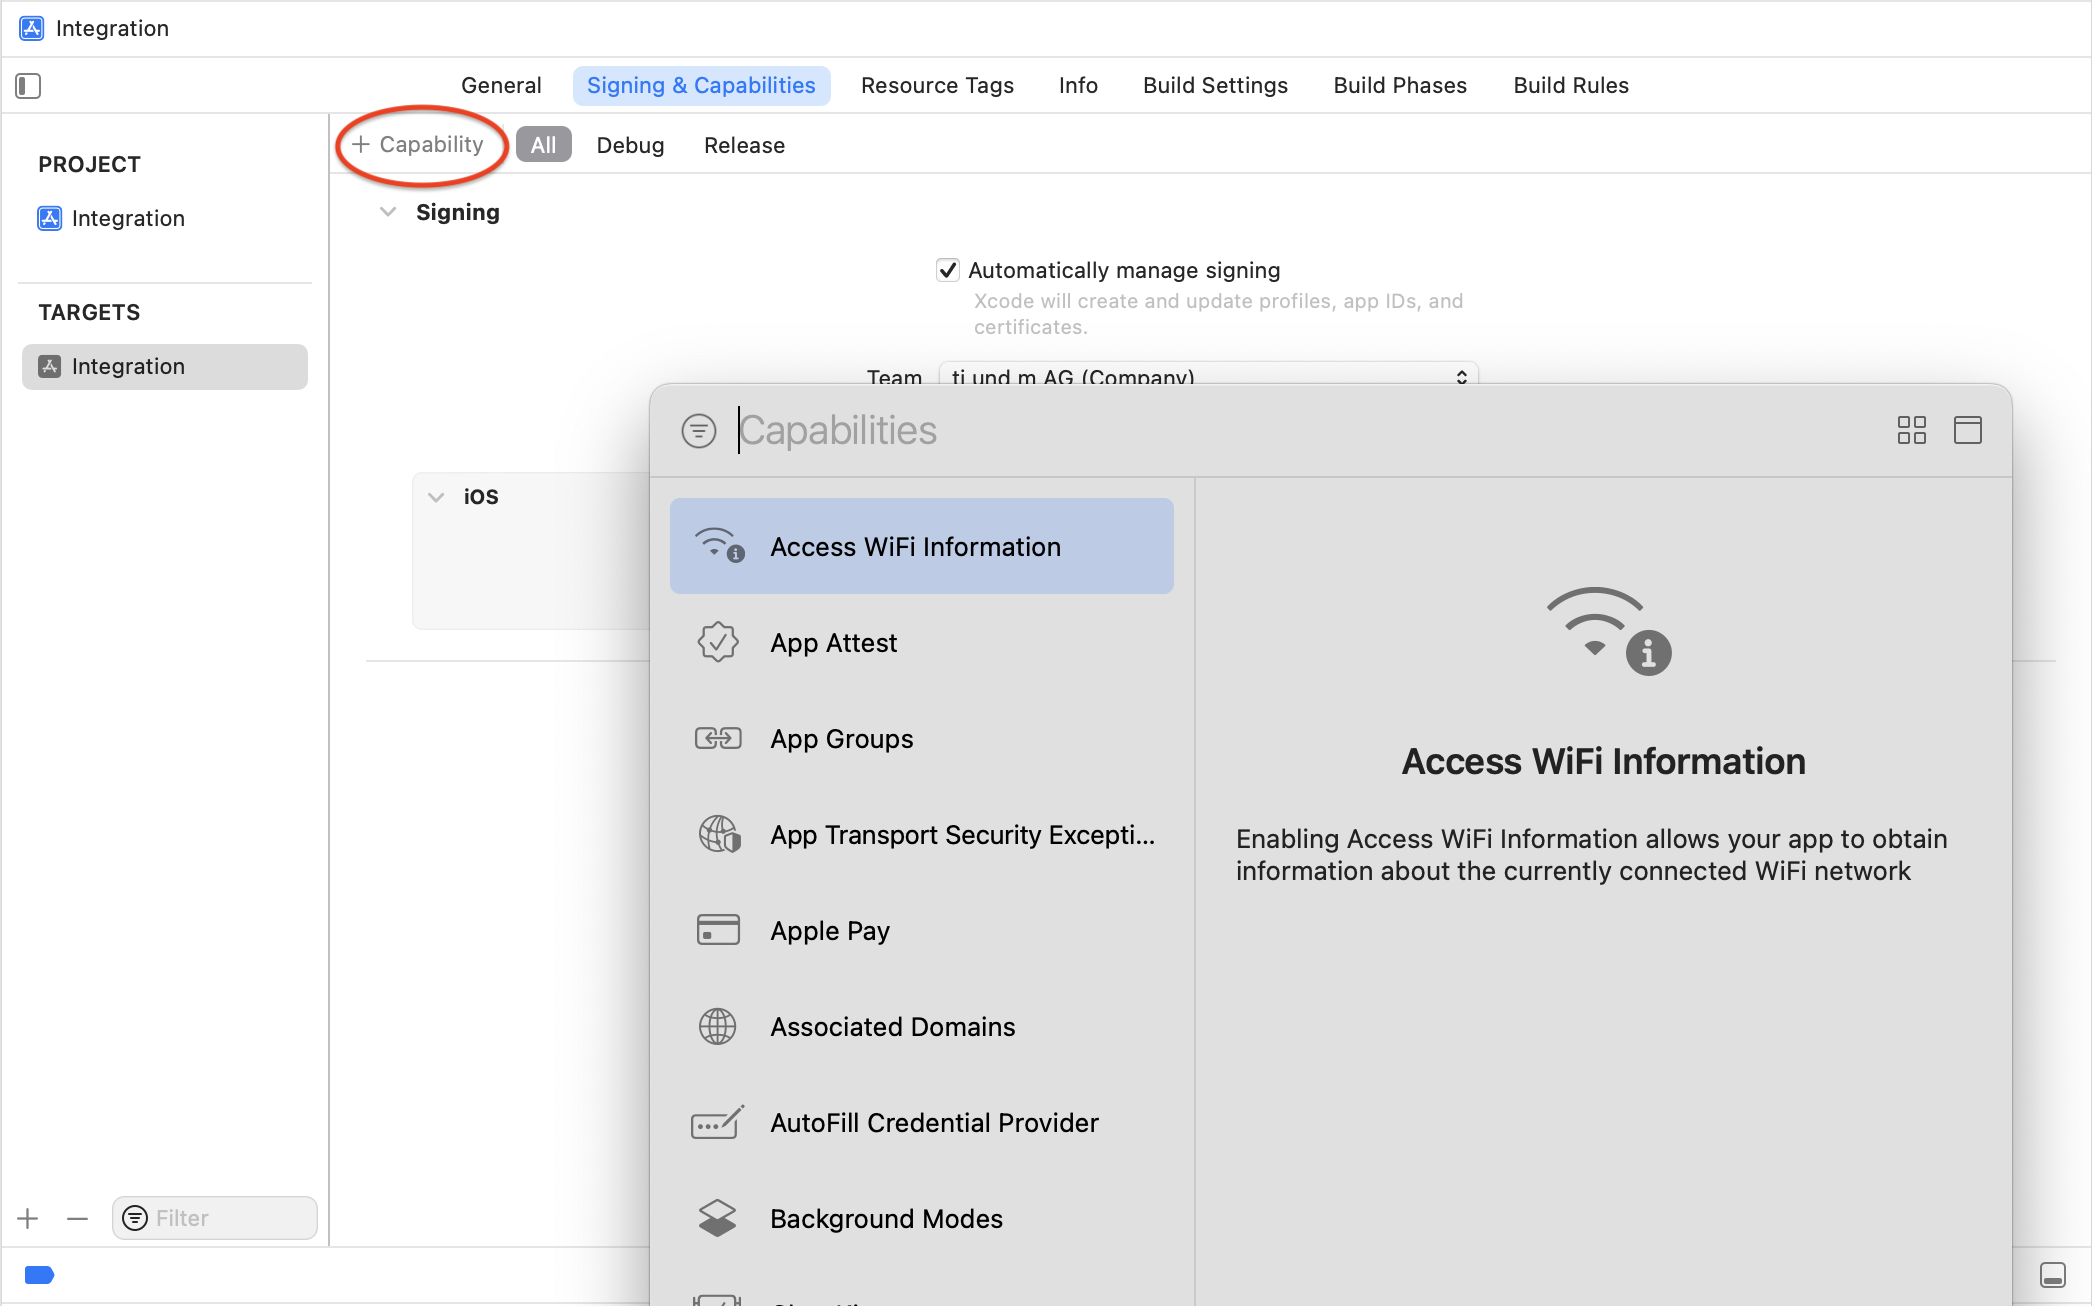 Integration
General Signing & Capabilities Resource Tags Info Build Settings Build Phases Build Rules
+ Capability All Debug Release
PROJECT
Integration
TARGETS
Integration
Signing
Automatically manage signing
Xcode will create and update profiles, app IDs, and
certificates.
Team ti und m AG (Company)
iOS
Capabilities
Access WiFi Information
App Attest
App Groups
App Transport Security Excepti...
Apple Pay
Associated Domains
AutoFill Credential Provider
Background Modes
Access WiFi Information
Enabling Access WiFi Information allows your app to obtain
information about the currently connected WiFi network
Filter